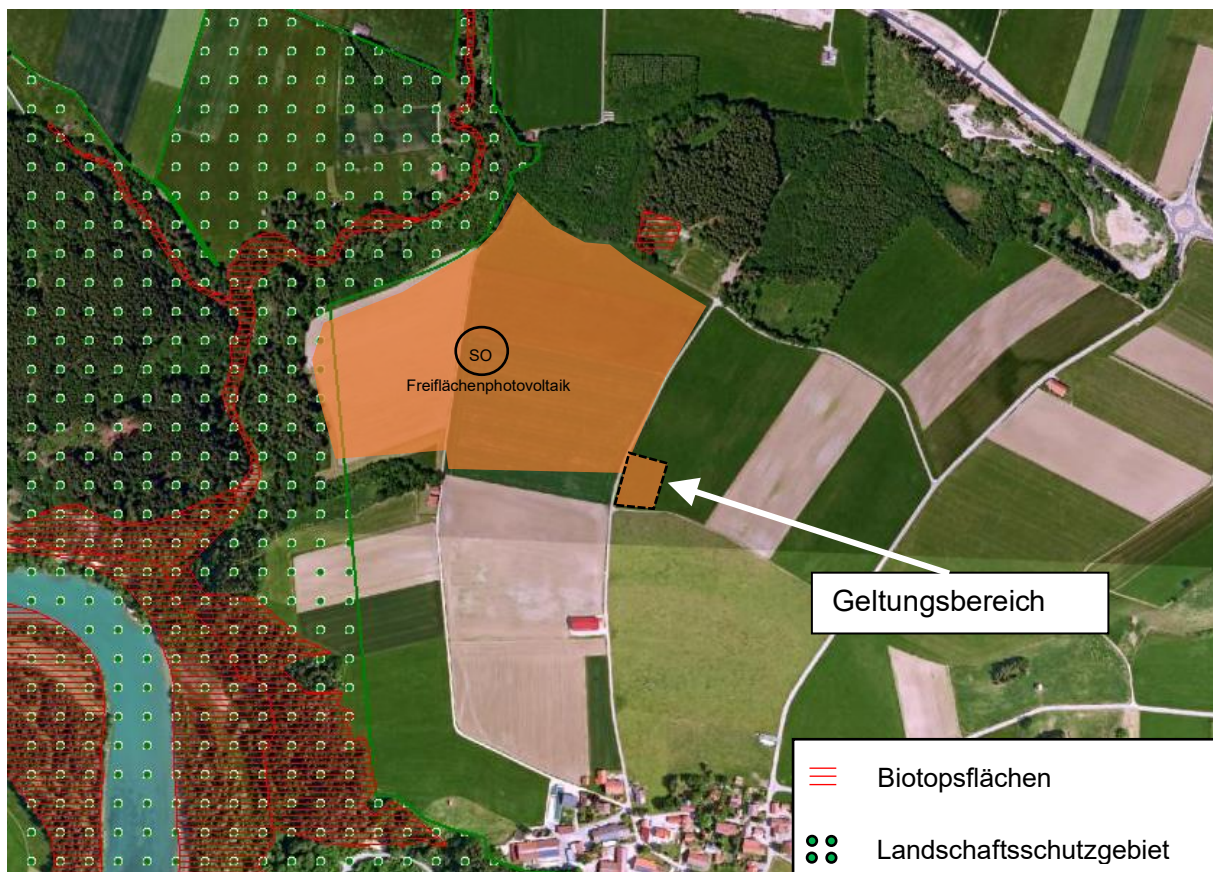 SO
Freiflächenphotovoltaik
Geltungsbereich
Biotopsflächen
Landschaftsschutzgebiet